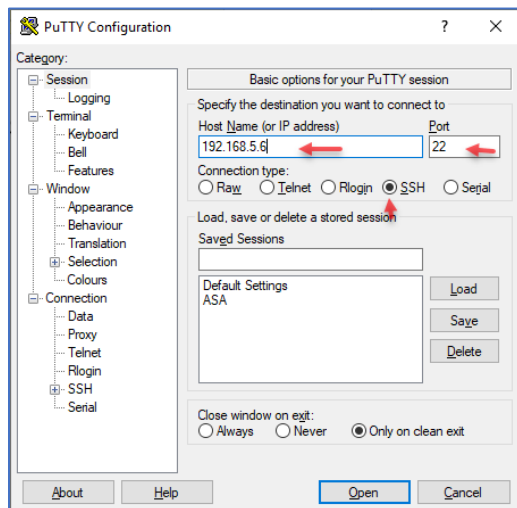 PuTTY Configuration ? ×
Category:
Session
Logging
Terminal
Keyboard
Bell
Features
Window
Appearance
Behaviour
Translation
Selection
Colours
Connection
Data
Proxy
Telnet
Rlogin
SSH
Serial
Basic options for your PuTTY session
Specify the destination you want to connect to
Host Name (or IP address) Port
192.168.5.6 22
Connection type:
Raw Telnet Rlogin SSH Serial
Load, save or delete a stored session
Saved Sessions
Default Settings
ASA
Load
Save
Delete
Close window on exit:
Always Never Only on clean exit
About Help Open Cancel